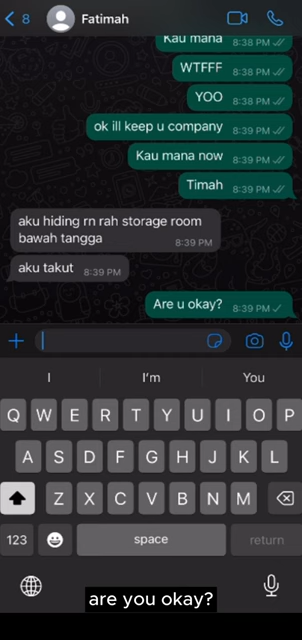 8
Fatimah
Kau mana 8:38 PM
WTFFF 8:38 PM
YOO 8:38 PM
ok ill keep u company 8:39 PM
Kau mana now 8:39 PM
Timah 8:39 PM
aku hiding rn rah storage room
bawah tangga 8:39 PM
aku takut 8:39 PM
Are u okay? 8:39 PM
I I'm You
Q W E R T Y U I O P
A S D F G H J K L
Z X C V B N M
123 space return
are you okay?